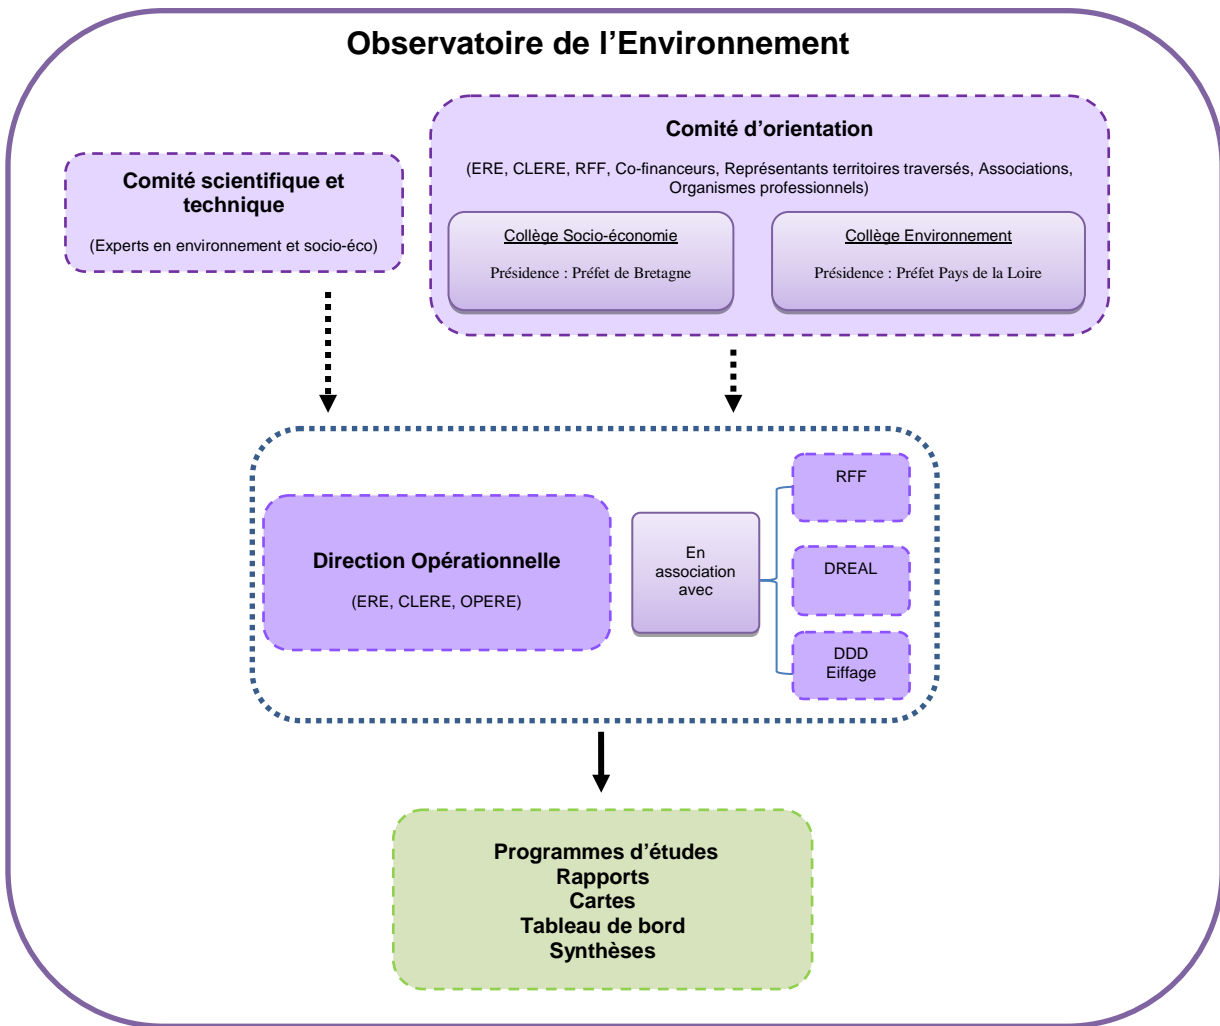 Observatoire de l’Environnement
Comité scientifique et
technique
(Experts en environnement et socio-éco)
Comité d’orientation
(ERE, CLERE, RFF, Co-financeurs, Représentants territoires traversés, Associations,
Organismes professionnels)
Collège Socio-économie
Présidence : Préfet de Bretagne
Collège Environnement
Présidence : Préfet Pays de la Loire
Direction Opérationnelle
(ERE, CLERE, OPERE)
En
association
avec
RFF
DREAL
DDD
Eiffage
Programmes d’études
Rapports
Cartes
Tableau de bord
Synthèses